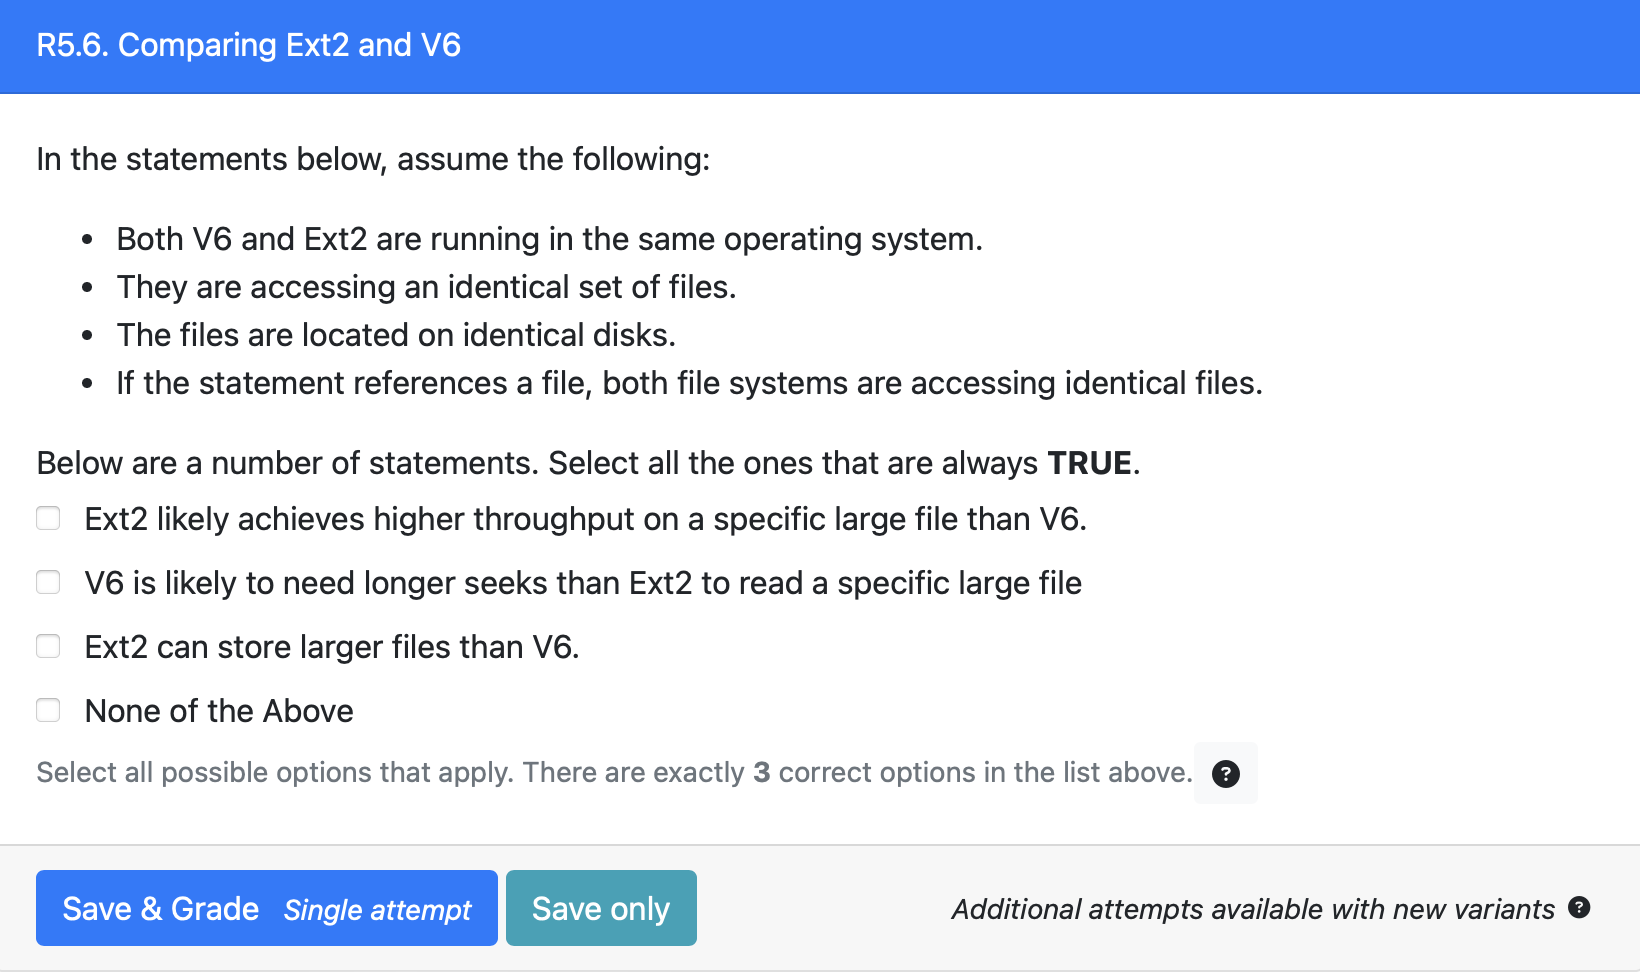 R5.6. Comparing Ext2 and V6
In the statements below, assume the following:
• Both V6 and Ext2 are running in the same operating system.
• They are accessing an identical set of files.
• The files are located on identical disks.
• If the statement references a file, both file systems are accessing identical files.
Below are a number of statements. Select all the ones that are always TRUE.
Ext2 likely achieves higher throughput on a specific large file than V6.
V6 is likely to need longer seeks than Ext2 to read a specific large file
Ext2 can store larger files than V6.
None of the Above
Select all possible options that apply. There are exactly 3 correct options in the list above. ?
Save & Grade Single attempt Save only Additional attempts available with new variants ?